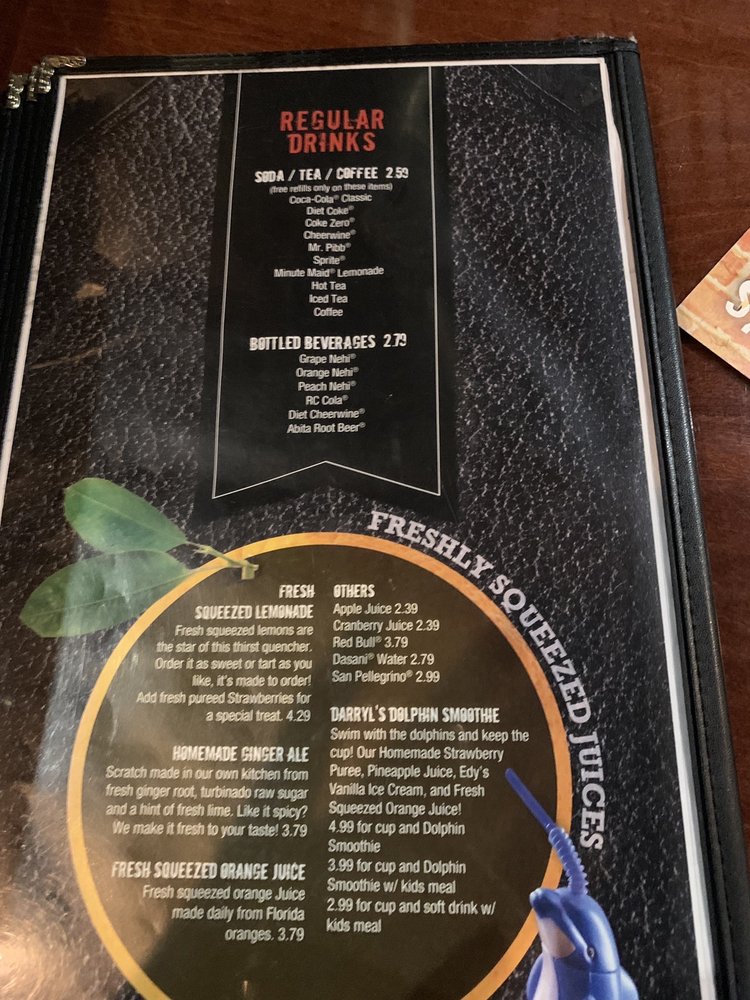 REGULAR
DRINKS
SODA / TEA / COFFEE 2.59
(free refills only on these items)
Coca-Cola® Classic
Diet Coke®
Coke Zero®
Cheerwine®
Mr. Pibb®
Sprite®
Minute Maid® Lemonade
Hot Tea
Iced Tea
Coffee
BOTTLED BEVERAGES 2.79
Grape Nehi®
Orange Nehi®
Peach Nehi®
RC Cola®
Diet Cheerwine®
Abita Root Beer®
FRESHLY SQUEEZED JUICES
FRESH
SQUEEZED LEMONADE
Fresh squeezed lemons are
the star of this thirst quencher.
Order it as sweet or tart as you
like, it's made to order!
Add fresh pureed Strawberries for
a special treat. 4.29
HOMEMADE GINGER ALE
Scratch made in our own kitchen from
fresh ginger root, turbinado raw sugar
and a hint of fresh lime. Like it spicy?
We make it fresh to your taste! 3.79
FRESH SQUEEZED ORANGE JUICE
Fresh squeezed orange Juice
made daily from Florida
oranges. 3.79
OTHERS
Apple Juice 2.39
Cranberry Juice 2.39
Red Bull® 3.79
Dasani® Water 2.79
San Pellegrino® 2.99
DARRYL'S DOLPHIN SMOOTHIE
Swim with the dolphins and keep the
cup! Our Homemade Strawberry
Puree, Pineapple Juice, Edy's
Vanilla Ice Cream, and Fresh
Squeezed Orange Juice!
4.99 for cup and Dolphin
Smoothie
3.99 for cup and Dolphin
Smoothie w/ kids meal
2.99 for cup and soft drink w/
kids meal